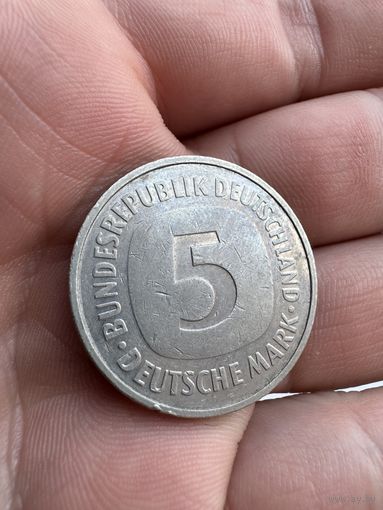 BUNDESREPUBLIK DEUTSCHLAND
5
· DEUTSCHE MARK ·